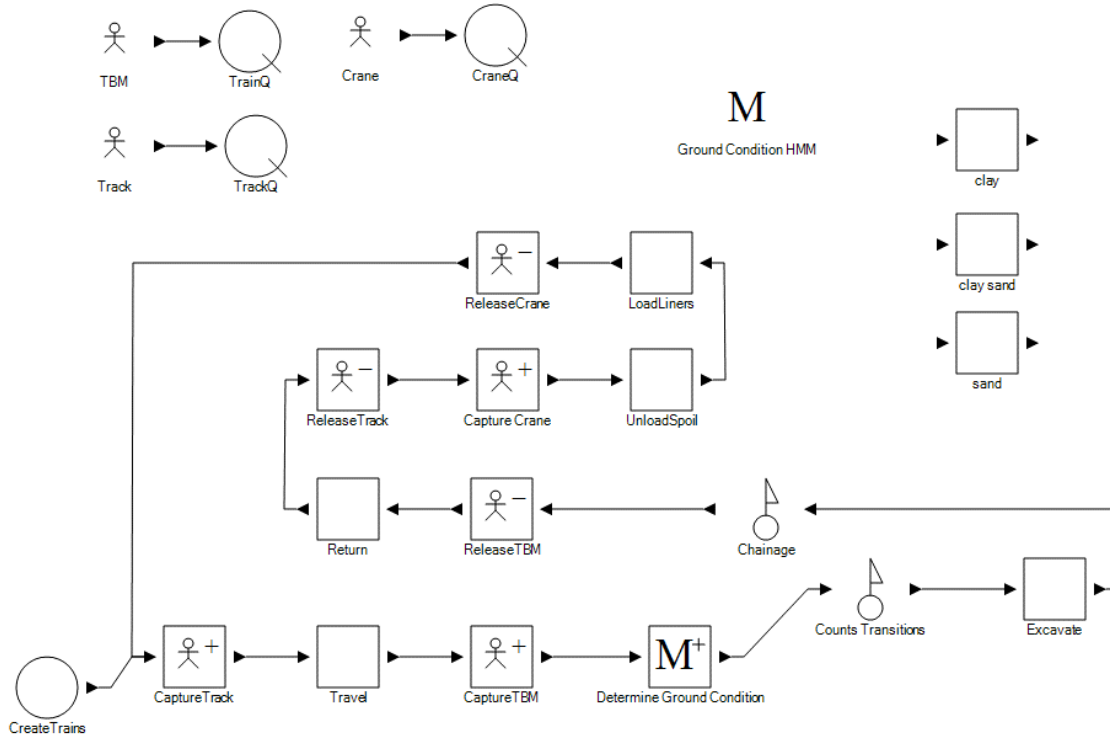 TBM
TrainQ
Crane
CraneQ
M
Ground Condition HMM
Track
TrackQ
clay
clay sand
sand
−
ReleaseCrane
LoadLiners
−
ReleaseTrack
+
Capture Crane
UnloadSpoil
Return
−
ReleaseTBM
Chainage
Counts Transitions
Excavate
+
CaptureTrack
Travel
+
CaptureTBM
M+
Determine Ground Condition
CreateTrains